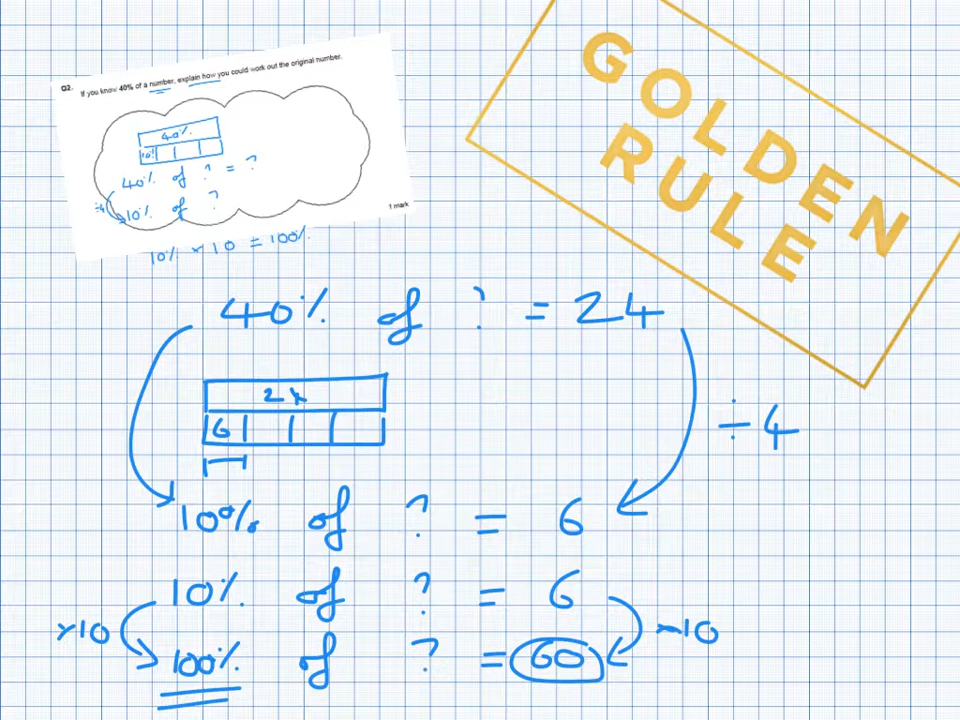 Q2. If you know 40% of a number, explain how you could work out the original number.
40%
10%
40% of ? = ?
÷4
10% of ?
1 mark
10% × 10 = 100%
GOLDEN
RULE
40% of ? = 24
24
÷4
6
10% of ? = 6
10% of ? = 6
×10 ×10
100% of ? = 60